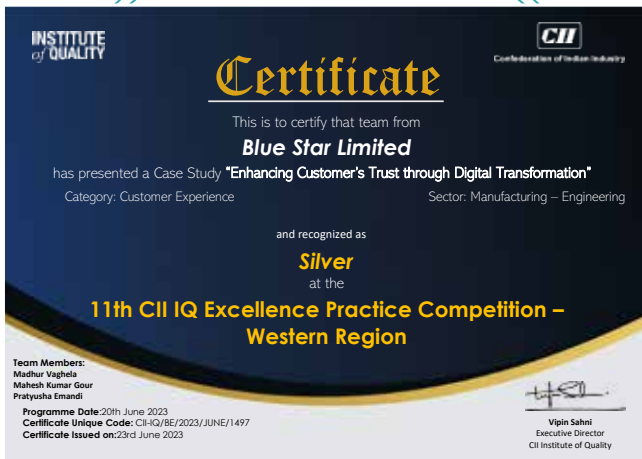 INSTITUTE
of QUALITY
CII
Confederation of Indian Industry
Certificate
This is to certify that team from
Blue Star Limited
has presented a Case Study "Enhancing Customer's Trust through Digital Transformation"
Category: Customer Experience
Sector: Manufacturing – Engineering
and recognized as
Silver
at the
11th CII IQ Excellence Practice Competition –
Western Region
Team Members:
Madhur Vaghela
Mahesh Kumar Gour
Pratyusha Emandi
Programme Date:20th June 2023
Certificate Unique Code: CII-IQ/BE/2023/JUNE/1497
Certificate Issued on:23rd June 2023
Vipin Sahni
Executive Director
CII Institute of Quality